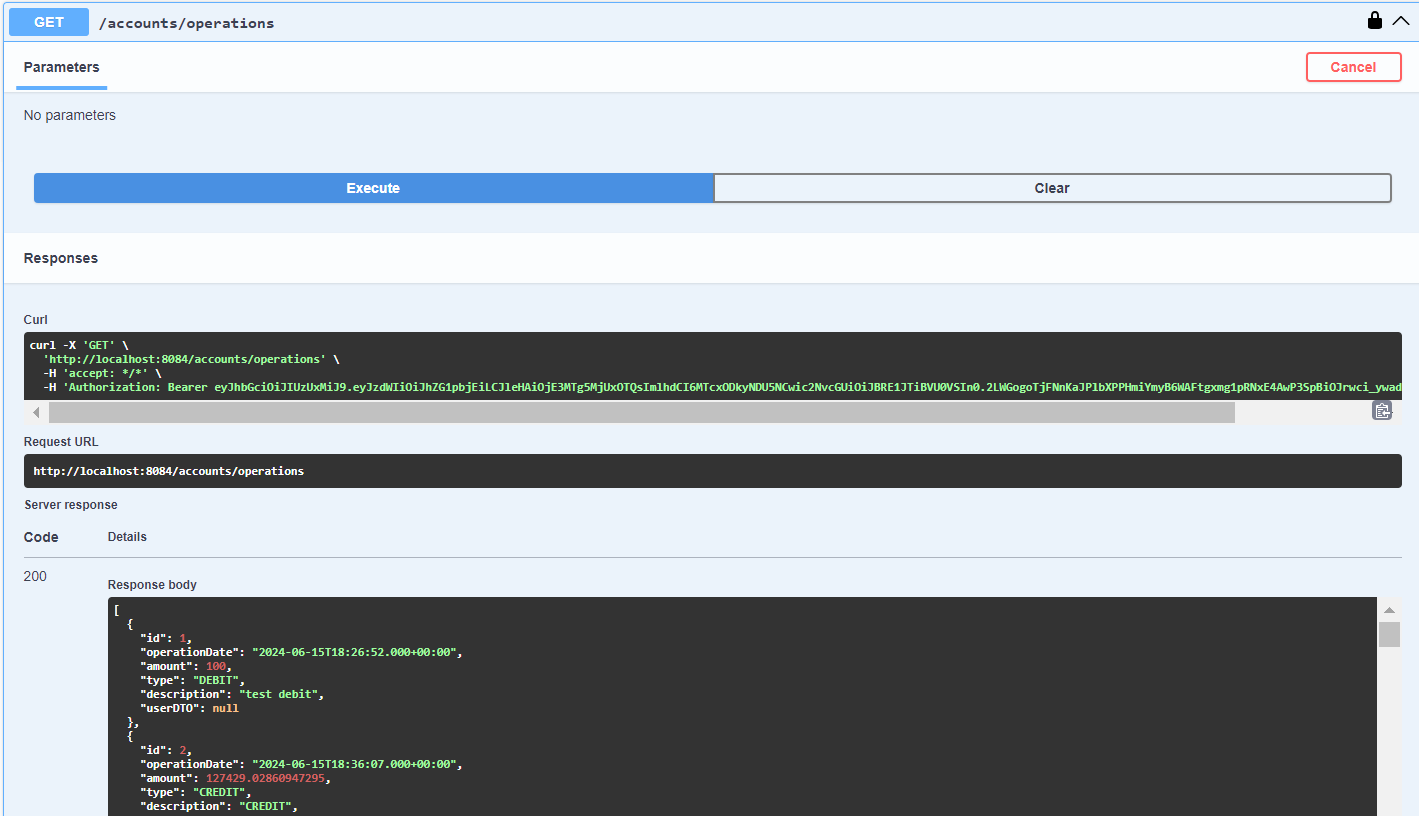 GET /accounts/operations
Parameters
Cancel
No parameters
Execute
Clear
Responses
Curl
curl -X 'GET' \
'http://localhost:8084/accounts/operations' \
-H 'accept: */*' \
-H 'Authorization: Bearer
Request URL
http://localhost:8084/accounts/operations
Server response
Code
Details
200
Response body
[
{
"id": 1,
"operationDate": "2024-06-15T18:26:52.000+00:00",
"amount": 100,
"type": "DEBIT",
"description": "test debit",
"userDTO": null
},
{
"id": 2,
"operationDate": "2024-06-15T18:36:07.000+00:00",
"amount": 127429.02860947295,
"type": "CREDIT",
"description": "CREDIT",